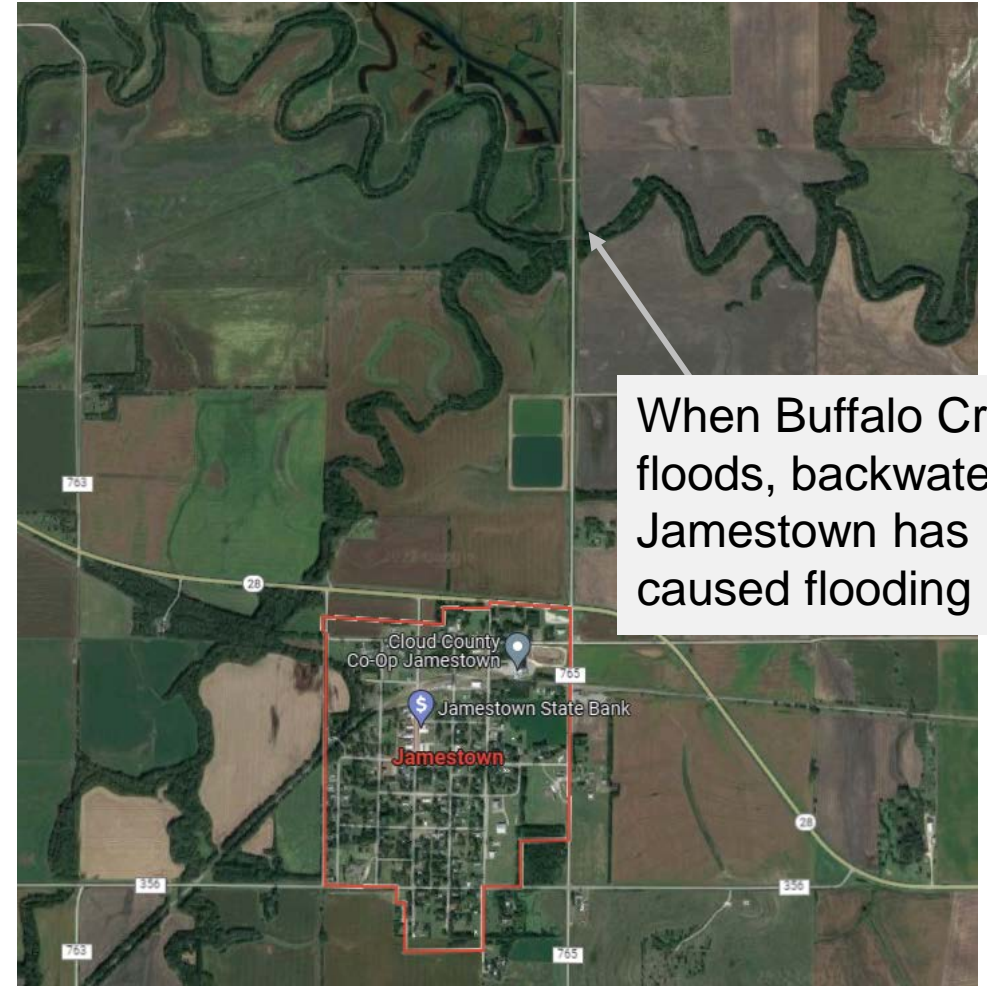 When Buffalo Cr
floods, backwate
Jamestown has
caused flooding
763
28
Cloud County
Co-Op Jamestown
765
Jamestown State Bank
Jamestown
28
356
356
763
765